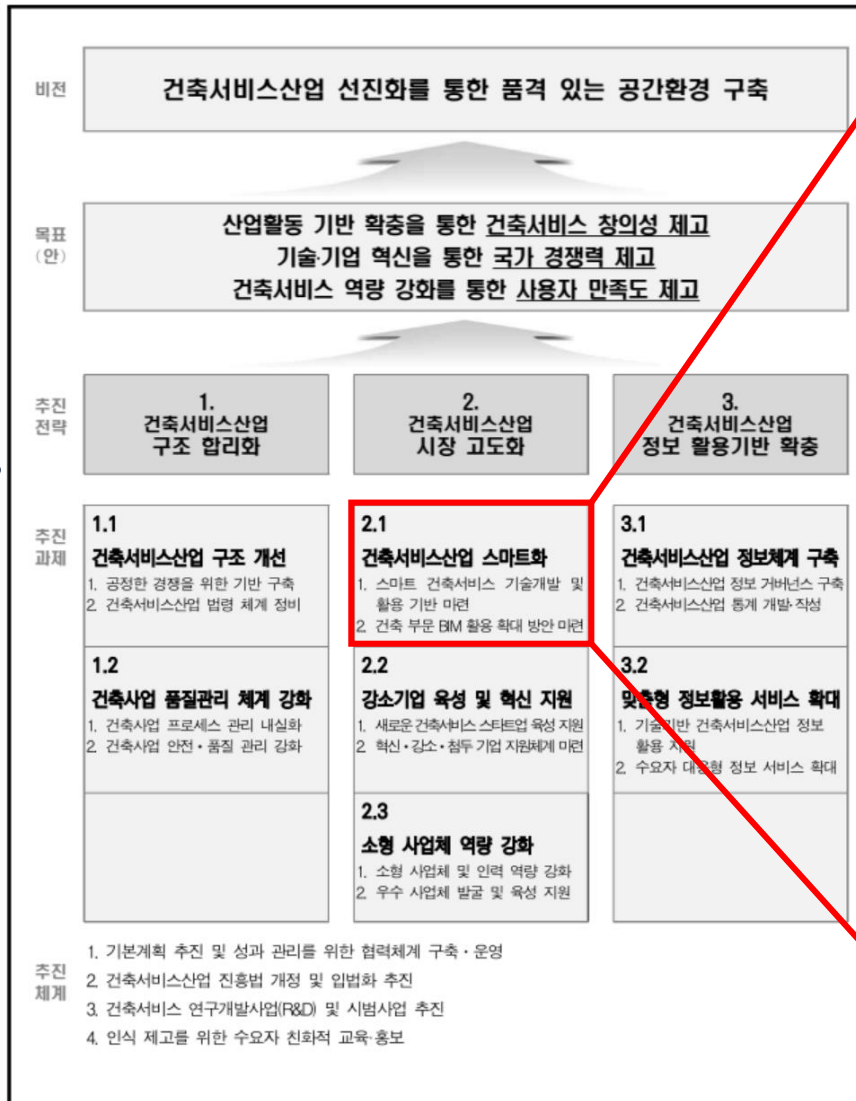 비전
건축서비스산업 선진화를 통한 품격 있는 공간환경 구축
목표
(안)
산업활동 기반 확충을 통한 건축서비스 창의성 제고
기술·기업 혁신을 통한 국가 경쟁력 제고
건축서비스 역량 강화를 통한 사용자 만족도 제고
추진
전략
1.
건축서비스산업
구조 합리화
2.
건축서비스산업
시장 고도화
3.
건축서비스산업
정보 활용기반 확충
추진
과제
1.1
건축서비스산업 구조 개선
1. 공정한 경쟁을 위한 기반 구축
2. 건축서비스산업 법령 체계 정비
2.1
건축서비스산업 스마트화
1. 스마트 건축서비스 기술개발 및
활용 기반 마련
2. 건축 부문 BIM 활용 확대 방안 마련
3.1
건축서비스산업 정보체계 구축
1. 건축서비스산업 정보 거버넌스 구축
2. 건축서비스산업 통계 개발·작성
1.2
건축사업 품질관리 체계 강화
1. 건축사업 프로세스 관리 내실화
2. 건축사업 안전·품질 관리 강화
2.2
강소기업 육성 및 혁신 지원
1. 새로운 건축서비스 스타트업 육성 지원
2. 혁신·강소·첨두 기업 지원체계 마련
3.2
맞춤형 정보활용 서비스 확대
1. 기술기반 건축서비스산업 정보
활용 지원
2. 수요자 대응형 정보 서비스 확대
2.3
소형 사업체 역량 강화
1. 소형 사업체 및 인력 역량 강화
2. 우수 사업체 발굴 및 육성 지원
추진
체계
1. 기본계획 추진 및 성과 관리를 위한 협력체계 구축·운영
2. 건축서비스산업 진흥법 개정 및 입법화 추진
3. 건축서비스 연구개발사업(R&D) 및 시범사업 추진
4. 인식 제고를 위한 수요자 친화적 교육·홍보